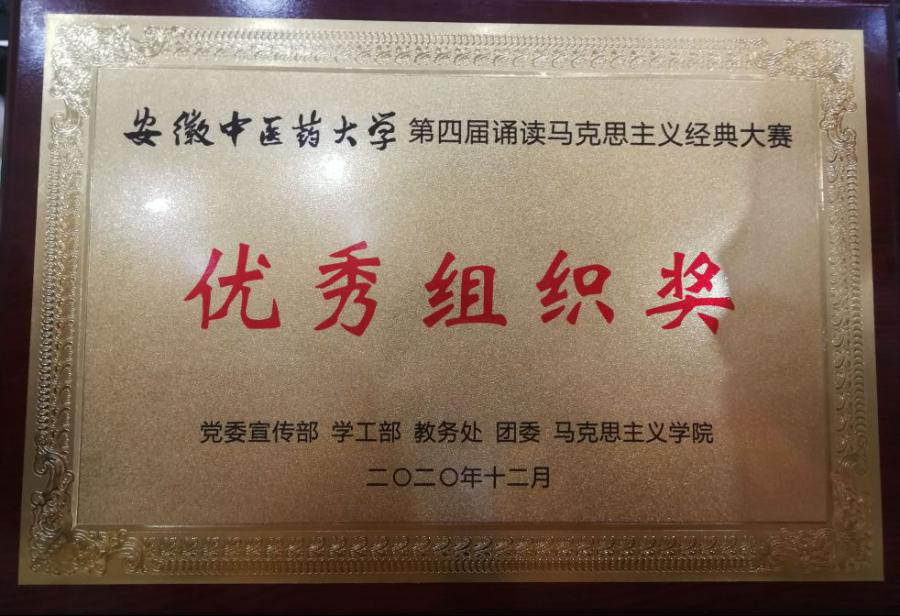 安徽中医药大学 第四届诵读马克思主义经典大赛
优秀组织奖
党委宣传部 学工部 教务处 团委 马克思主义学院
二〇二〇年十二月